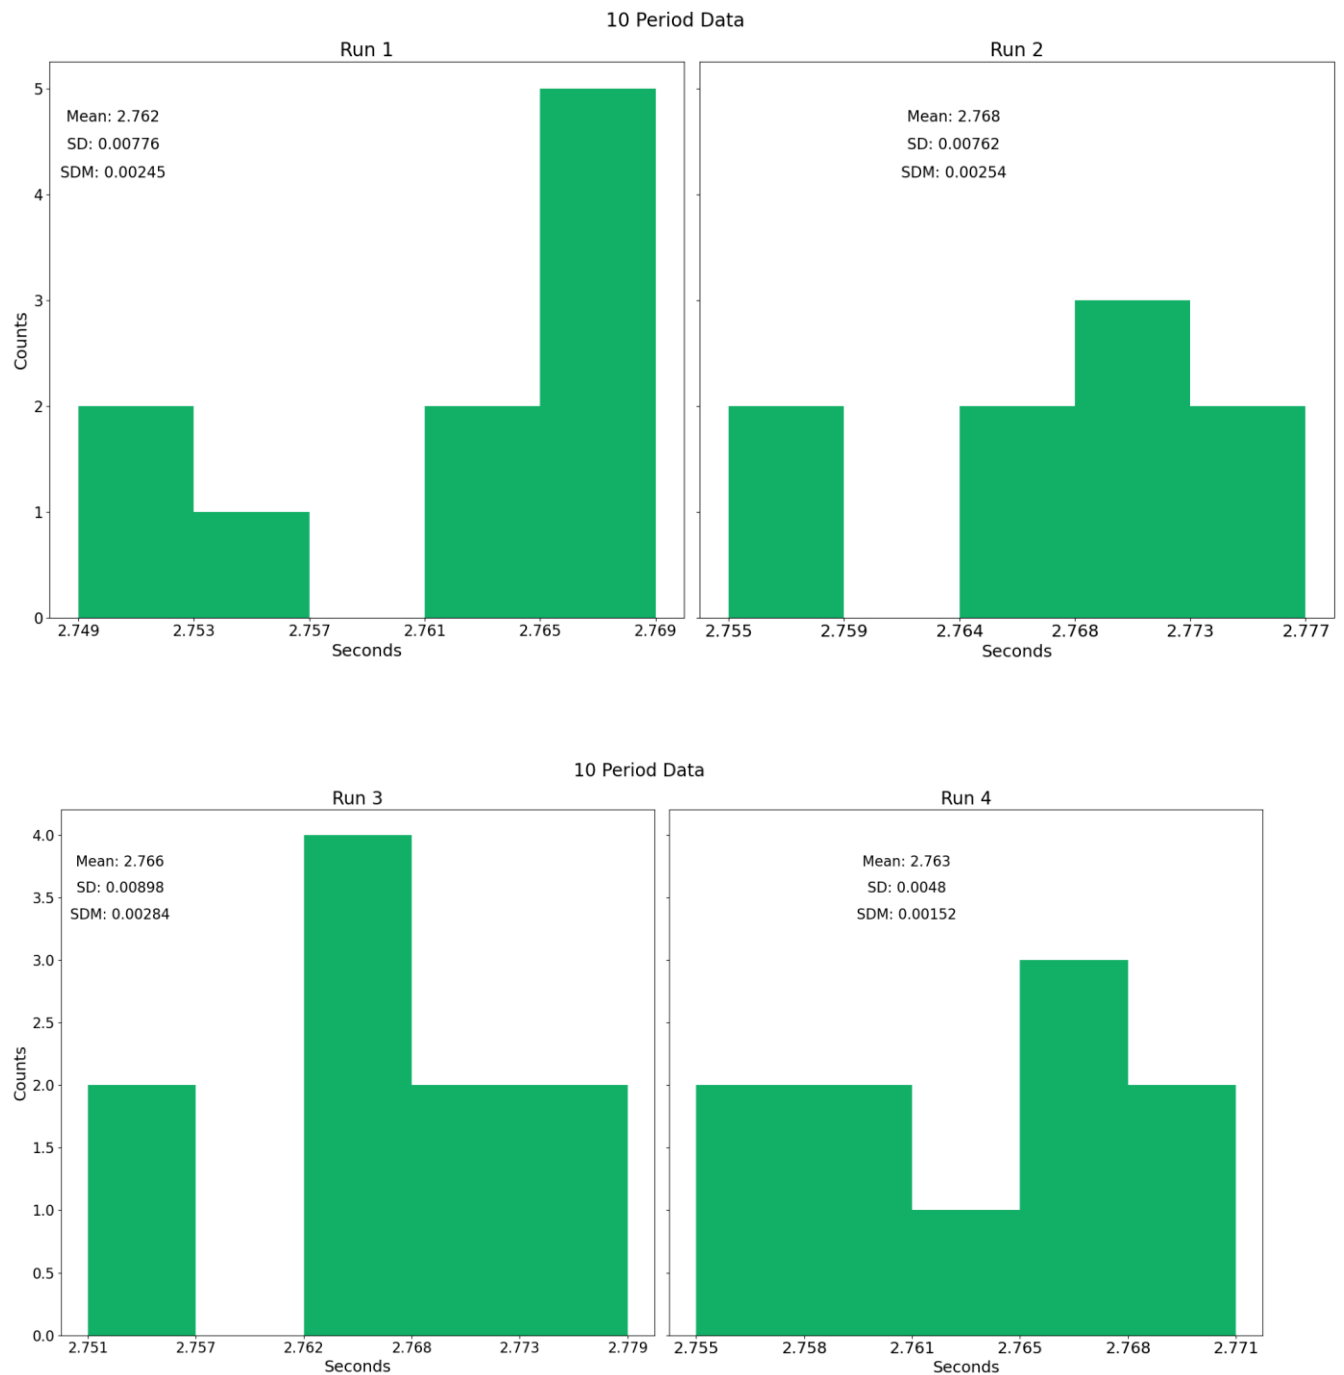 10 Period Data
Run 1
Mean: 2.762
SD: 0.00776
SDM: 0.00245
Counts
5
4
3
2
1
0
2.749 2.753 2.757 2.761 2.765 2.769
Seconds
Run 2
Mean: 2.768
SD: 0.00762
SDM: 0.00254
2.755 2.759 2.764 2.768 2.773 2.777
Seconds
10 Period Data
Run 3
Mean: 2.766
SD: 0.00898
SDM: 0.00284
Counts
4.0
3.5
3.0
2.5
2.0
1.5
1.0
0.5
0.0
2.751 2.757 2.762 2.768 2.773 2.779
Seconds
Run 4
Mean: 2.763
SD: 0.0048
SDM: 0.00152
2.755 2.758 2.761 2.765 2.768 2.771
Seconds